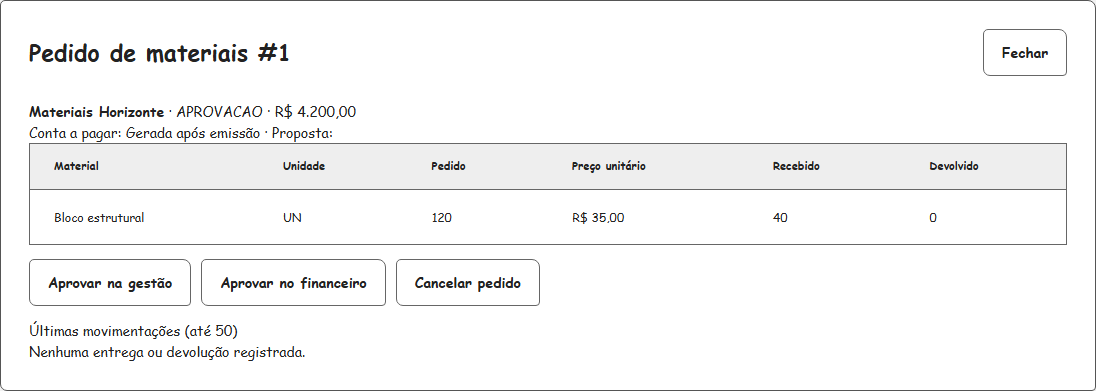 Pedido de materiais #1
Fechar
Materiais Horizonte · APROVACAO · R$ 4.200,00
Conta a pagar: Gerada após emissão · Proposta:
Material Unidade Pedido Preço unitário Recebido Devolvido
Bloco estrutural UN 120 R$ 35,00 40 0
Aprovar na gestão Aprovar no financeiro Cancelar pedido
Últimas movimentações (até 50)
Nenhuma entrega ou devolução registrada.